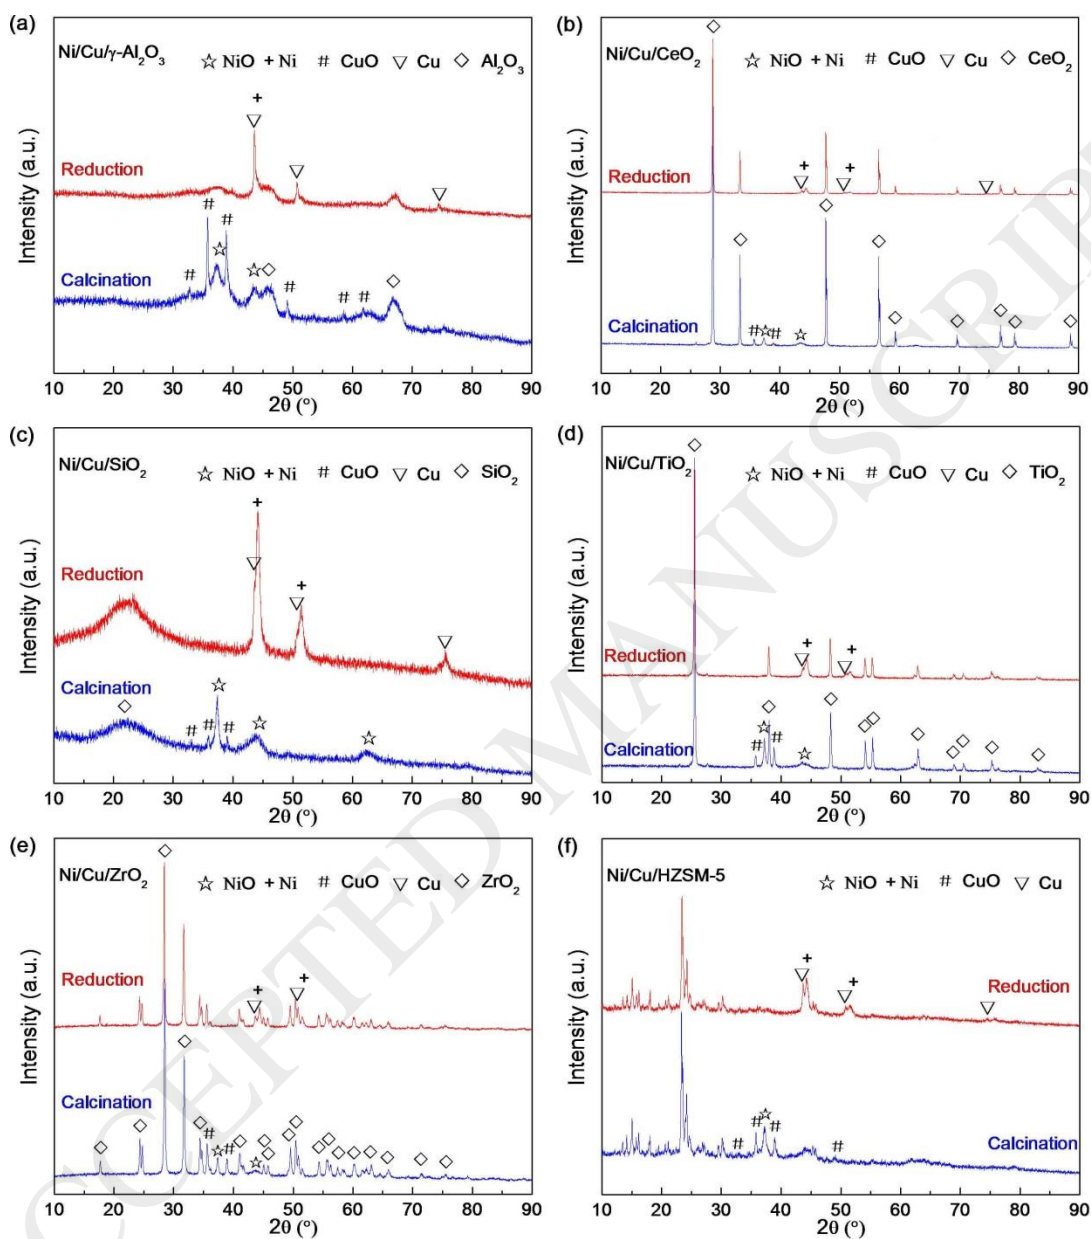 (a)
Ni/Cu/γ-Al₂O₃
☆ NiO + Ni # CuO ▽ Cu ◇ Al₂O₃
+
Reduction
# #
Calcination
# # # #
Intensity (a.u.)
10 20 30 40 50 60 70 80 90
2θ (°)
(b)
Ni/Cu/CeO₂
☆ NiO + Ni # CuO ▽ Cu ◇ CeO₂
Reduction
+ +
Calcination
# #
Intensity (a.u.)
10 20 30 40 50 60 70 80 90
2θ (°)
(c)
Ni/Cu/SiO₂
☆ NiO + Ni # CuO ▽ Cu ◇ SiO₂
+
Reduction
+
Calcination
# # #
Intensity (a.u.)
10 20 30 40 50 60 70 80 90
2θ (°)
(d)
Ni/Cu/TiO₂
☆ NiO + Ni # CuO ▽ Cu ◇ TiO₂
Reduction
+ +
Calcination
# #
Intensity (a.u.)
10 20 30 40 50 60 70 80 90
2θ (°)
(e)
Ni/Cu/ZrO₂
☆ NiO + Ni # CuO ▽ Cu ◇ ZrO₂
Reduction
+ +
Calcination
# #
Intensity (a.u.)
10 20 30 40 50 60 70 80 90
2θ (°)
(f)
Ni/Cu/HZSM-5
☆ NiO + Ni # CuO ▽ Cu
+ +
Reduction
# # # #
Calcination
Intensity (a.u.)
10 20 30 40 50 60 70 80 90
2θ (°)
CCEPTED MANUSCRIPT